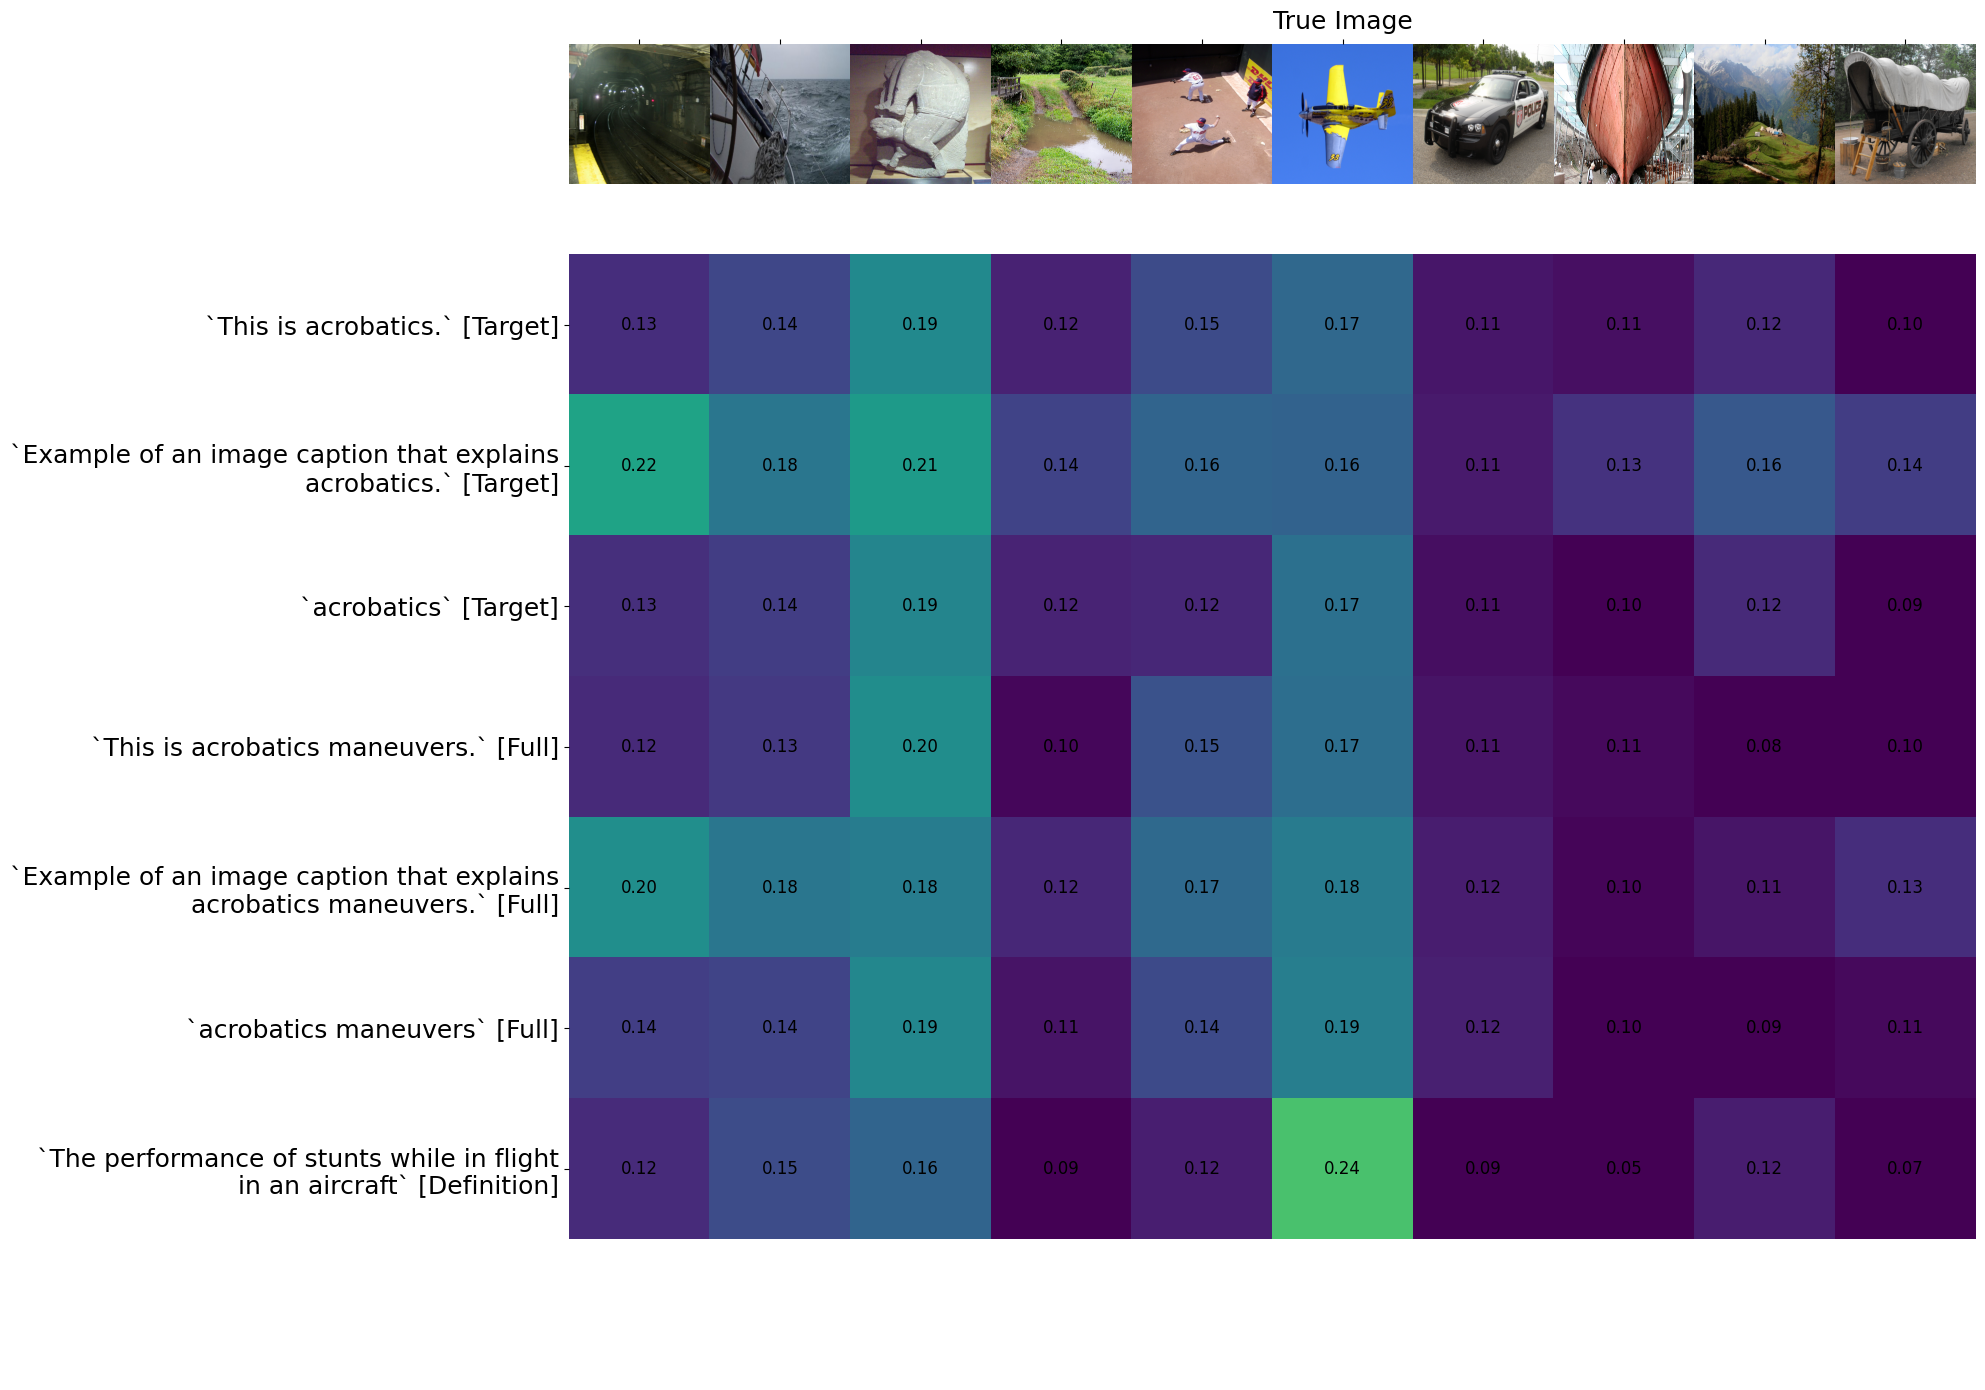 True Image
DHL
POLICE
`This is acrobatics.` [Target]
0.13 0.14 0.19 0.12 0.15 0.17 0.11 0.11 0.12 0.10
`Example of an image caption that explains
acrobatics.` [Target]
0.22 0.18 0.21 0.14 0.16 0.16 0.11 0.13 0.16 0.14
`acrobatics` [Target]
0.13 0.14 0.19 0.12 0.12 0.17 0.11 0.10 0.12 0.09
`This is acrobatics maneuvers.` [Full]
0.12 0.13 0.20 0.10 0.15 0.17 0.11 0.11 0.08 0.10
`Example of an image caption that explains
acrobatics maneuvers.` [Full]
0.20 0.18 0.18 0.12 0.17 0.18 0.12 0.10 0.11 0.13
`acrobatics maneuvers` [Full]
0.14 0.14 0.19 0.11 0.14 0.19 0.12 0.10 0.09 0.11
`The performance of stunts while in flight
in an aircraft` [Definition]
0.12 0.15 0.16 0.09 0.12 0.24 0.09 0.05 0.12 0.07